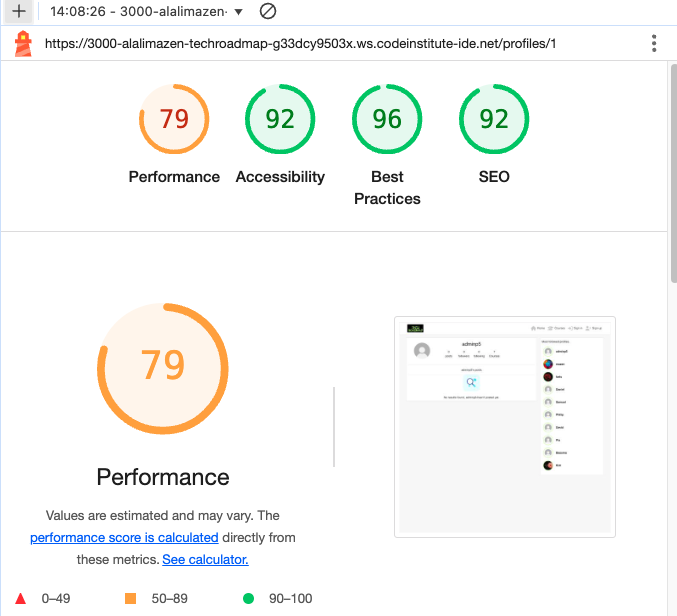 14:08:26 - 3000-alalimazen-
https://3000-alalimazen-techroadmap-g33dcy9503x.ws.codeinstitute-ide.net/profiles/1
79 92 96 92
Performance Accessibility Best Practices SEO
79
Performance
Values are estimated and may vary. The
performance score is calculated directly from
these metrics. See calculator.
0–49 50–89 90–100
adminp5